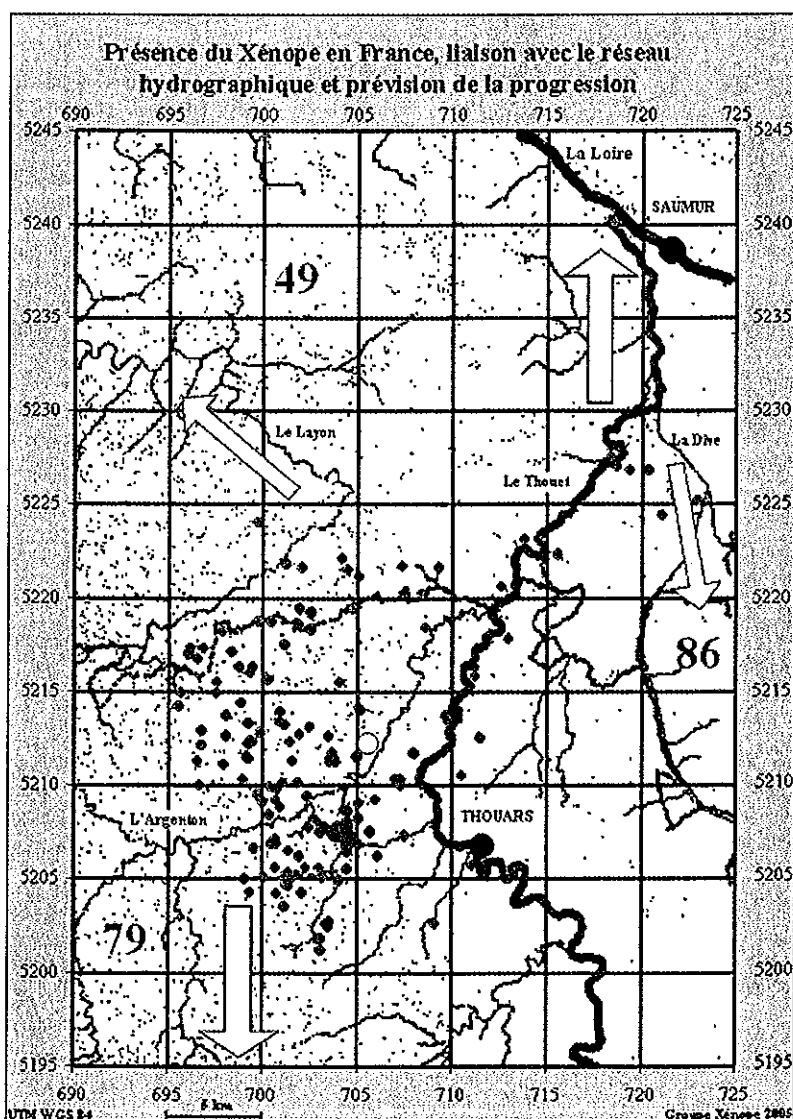 Présence du Xénope en France, liaison avec le réseau
hydrographique et prévision de la progression
690 695 700 705 710 715 720 725
5245 5245
La Loire
SAUMUR
5240 5240
49
5235 5235
5230 5230
Le Layon
La Dive
Le Thouet
5225 5225
5220 5220
86
5215 5215
5210 5210
L'Argenton
THOUARS
5205 5205
79
5200 5200
5195 5195
690 695 700 705 710 715 720 725
UTM WGS 84
5 km
Groupe Xénope